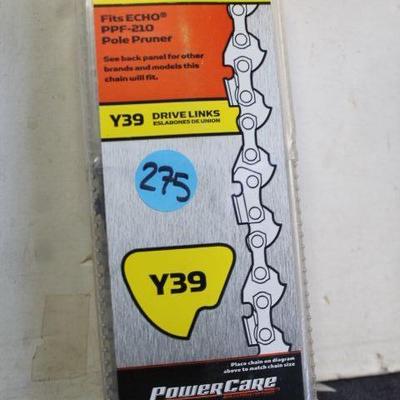 Fits ECHO®
PPF-210
Pole Pruner
See back panel for other
brands and models this
chain will fit.
Y39 DRIVE LINKS
ESLABONES DE UNION
275
Y39
Place chain on diagram
above to match chain size
POWERCARE